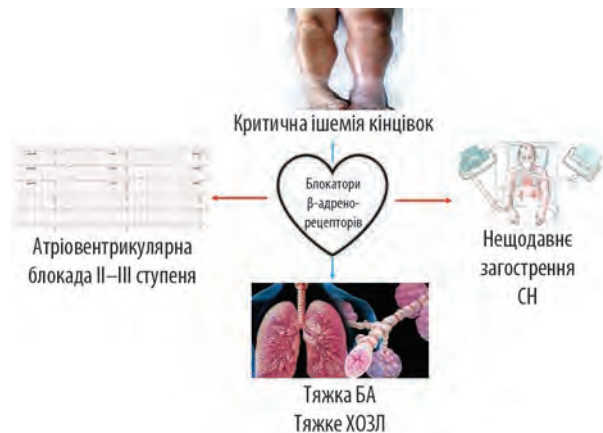 Критична ішемія кінцівок
Блокатори
β-адрено-
рецепторів
Атріовентрикулярна
блокада II–III ступеня
Нещодавнє
загострення
СН
Тяжка БА
Тяжке ХОЗЛ